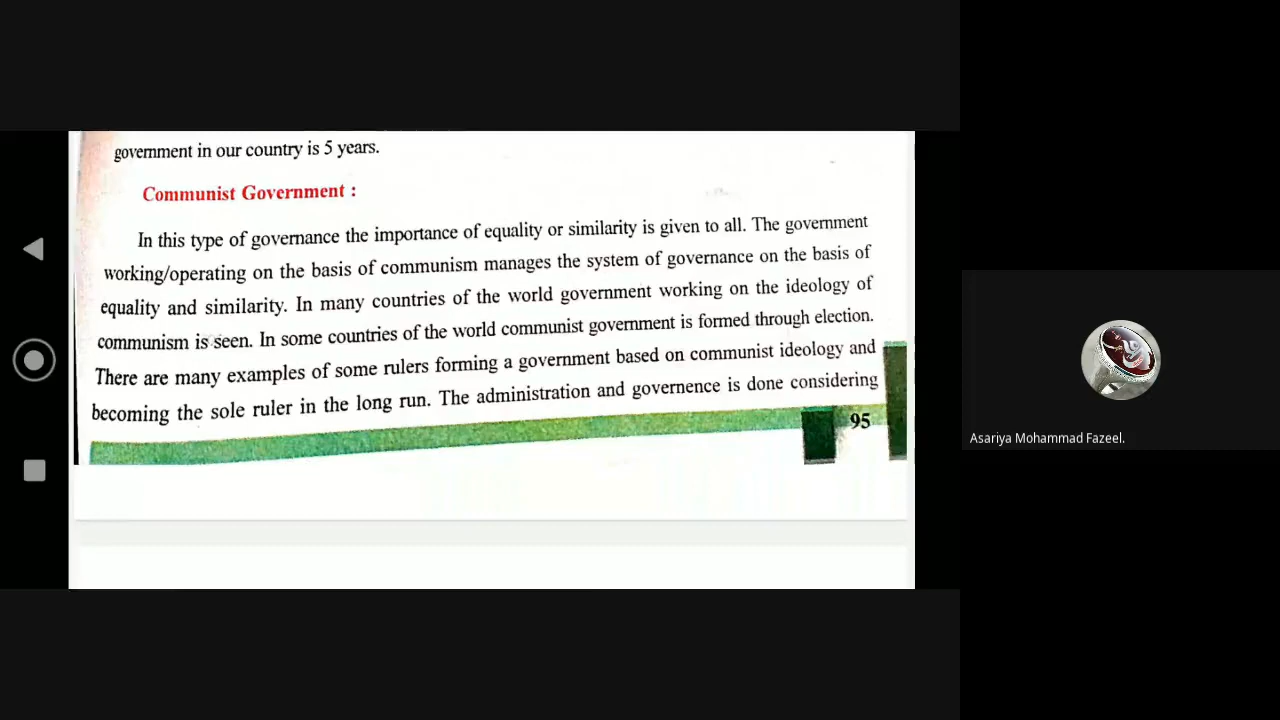 government in our country is 5 years.
Communist Government :
In this type of governance the importance of equality or similarity is given to all. The government
working/operating on the basis of communism manages the system of governance on the basis of
equality and similarity. In many countries of the world government working on the ideology of
communism is seen. In some countries of the world communist government is formed through election.
There are many examples of some rulers forming a government based on communist ideology and
becoming the sole ruler in the long run. The administration and governence is done considering
95
Asariya Mohammad Fazeel.